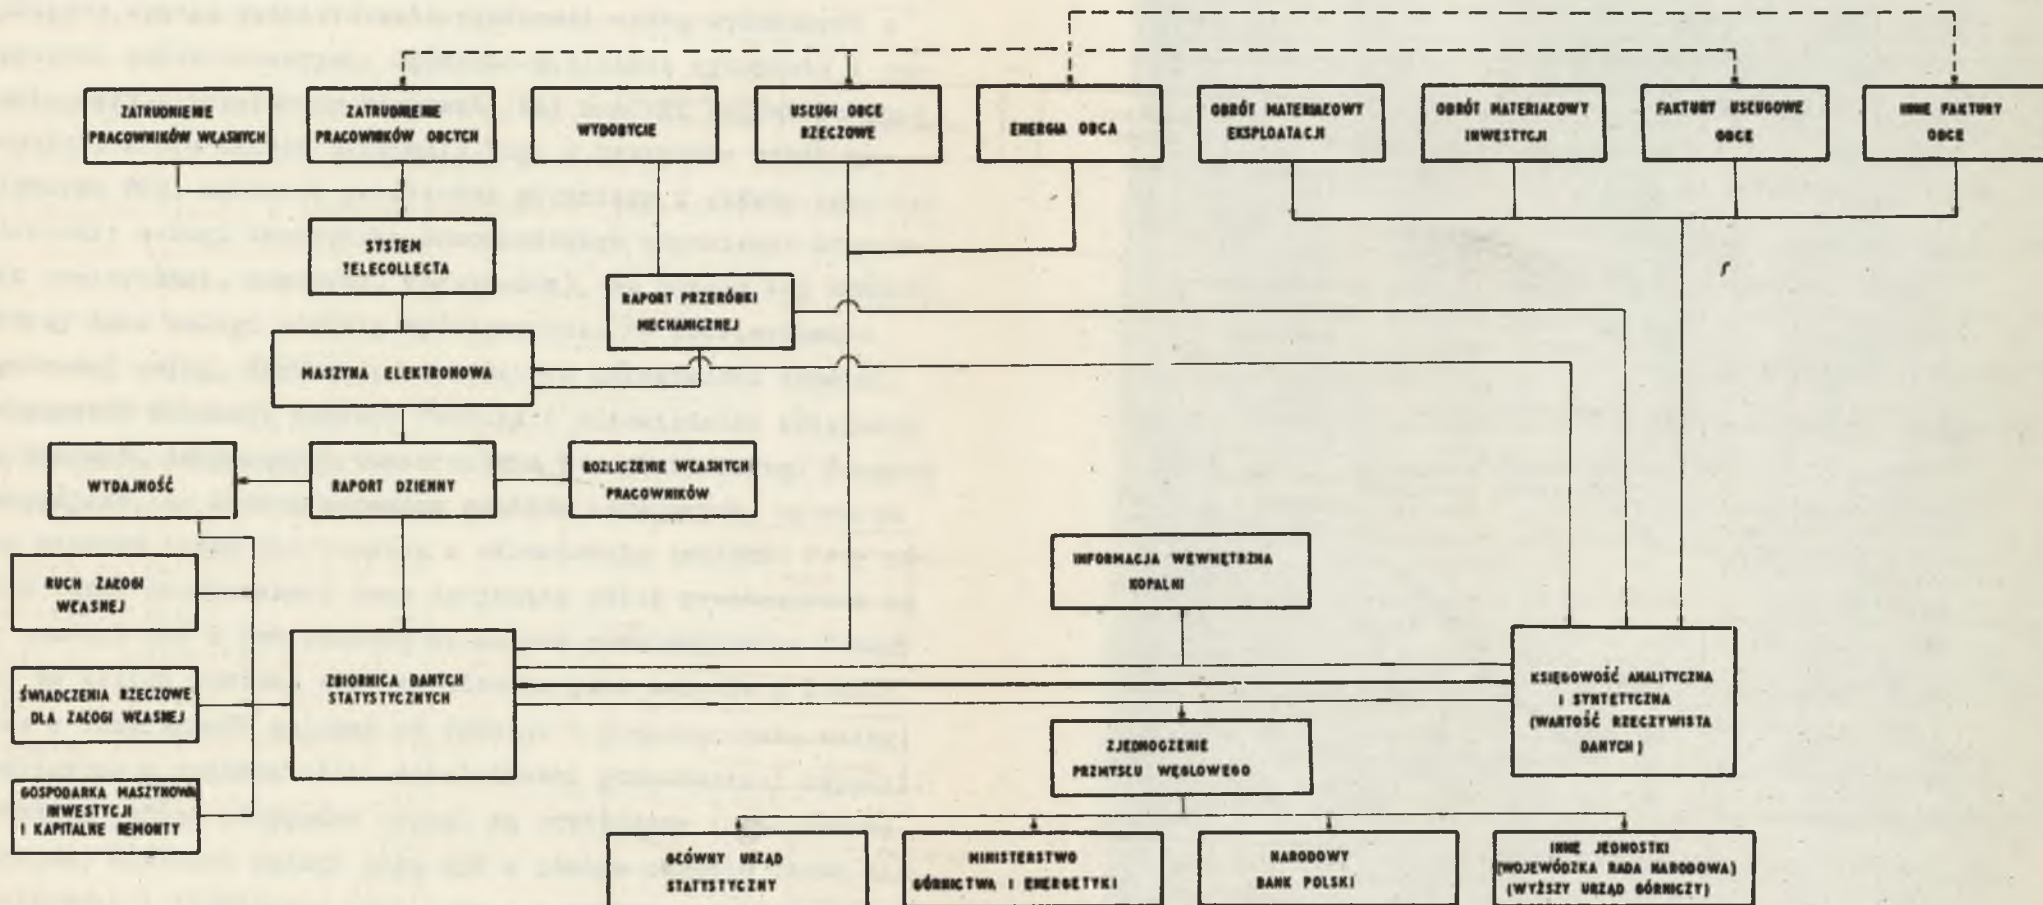 ZATRUDNIENIE
PRACOWNIKÓW WŁASNYCH
ZATRUDNIENIE
PRACOWNIKÓW OBCYCH
WYDOBYCIE
USŁUGI OBCE
RZECZOWE
ENERGIA OBCA
OBRÓT MATERIAŁOWY
EKSPLOATACJI
OBRÓT MATERIAŁOWY
INWESTYCJI
FAKTURY USŁUGOWE
OBCE
INNE FAKTURY
OBCE
SYSTEM
TELECOLLECTA
RAPORT PRZERÓBKI
MECHANICZNEJ
MASZYNA ELEKTRONOWA
WYDAJNOŚĆ
RAPORT DZIENNY
ROZLICZENIE WŁASNYCH
PRACOWNIKÓW
INFORMACJA WEWNĘTRZNA
KOPALNI
RUCH ZAŁOGI
WŁASNEJ
ZBIORNICA DANYCH
STATYSTYCZNYCH
KSIĘGOWOŚĆ ANALITYCZNA
I SYNTETYCZNA
(WARTOŚĆ RZECZYWISTA
DANYCH)
ŚWIADCZENIA RZECZOWE
DLA ZAŁOGI WŁASNEJ
ZJEDNOCZENIE
PRZMYSŁU WĘGLOWEGO
GOSPODARKA MASZYNOWA
INWESTYCJI
I KAPITALNE REMONTY
GŁÓWNY URZĄD
STATYSTYCZNY
MINISTERSTWO
GÓRNICTWA I ENERGETYKI
NARODOWY
BANK POLSKI
INNE JEDNOSTKI
(WOJEWÓDZKA RADA NARODOWA)
(WYŻSZY URZĄD GÓRNICZY)